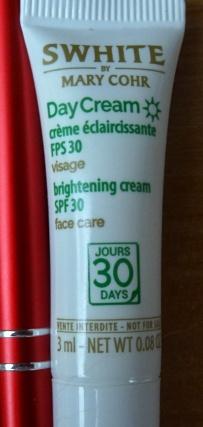 SWHITE
BY
MARY COHR
Day Cream
crème éclaircissante
FPS 30
visage
brightening cream
SPF 30
face care
JOURS
30
DAYS
VENTE INTERDITE - NOT FOR
3 ml - NET WT 0.08